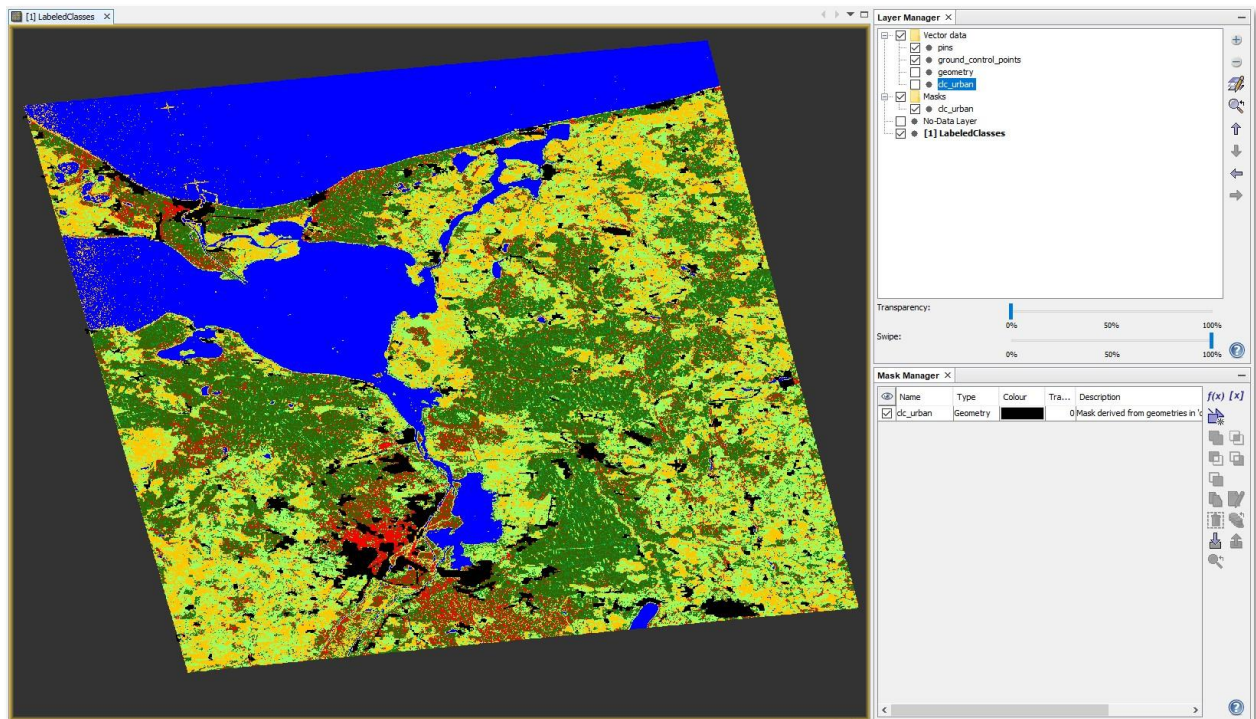 [1] LabeledClasses
Layer Manager
Vector data
pins
ground_control_points
geometry
clc_urban
Masks
clc_urban
No-Data Layer
[1] LabeledClasses
Transparency:
0% 50% 100%
Swipe:
0% 50% 100%
Mask Manager
Name Type Colour Tra... Description
clc_urban Geometry 0 Mask derived from geometries in 'c
f(x) [x]